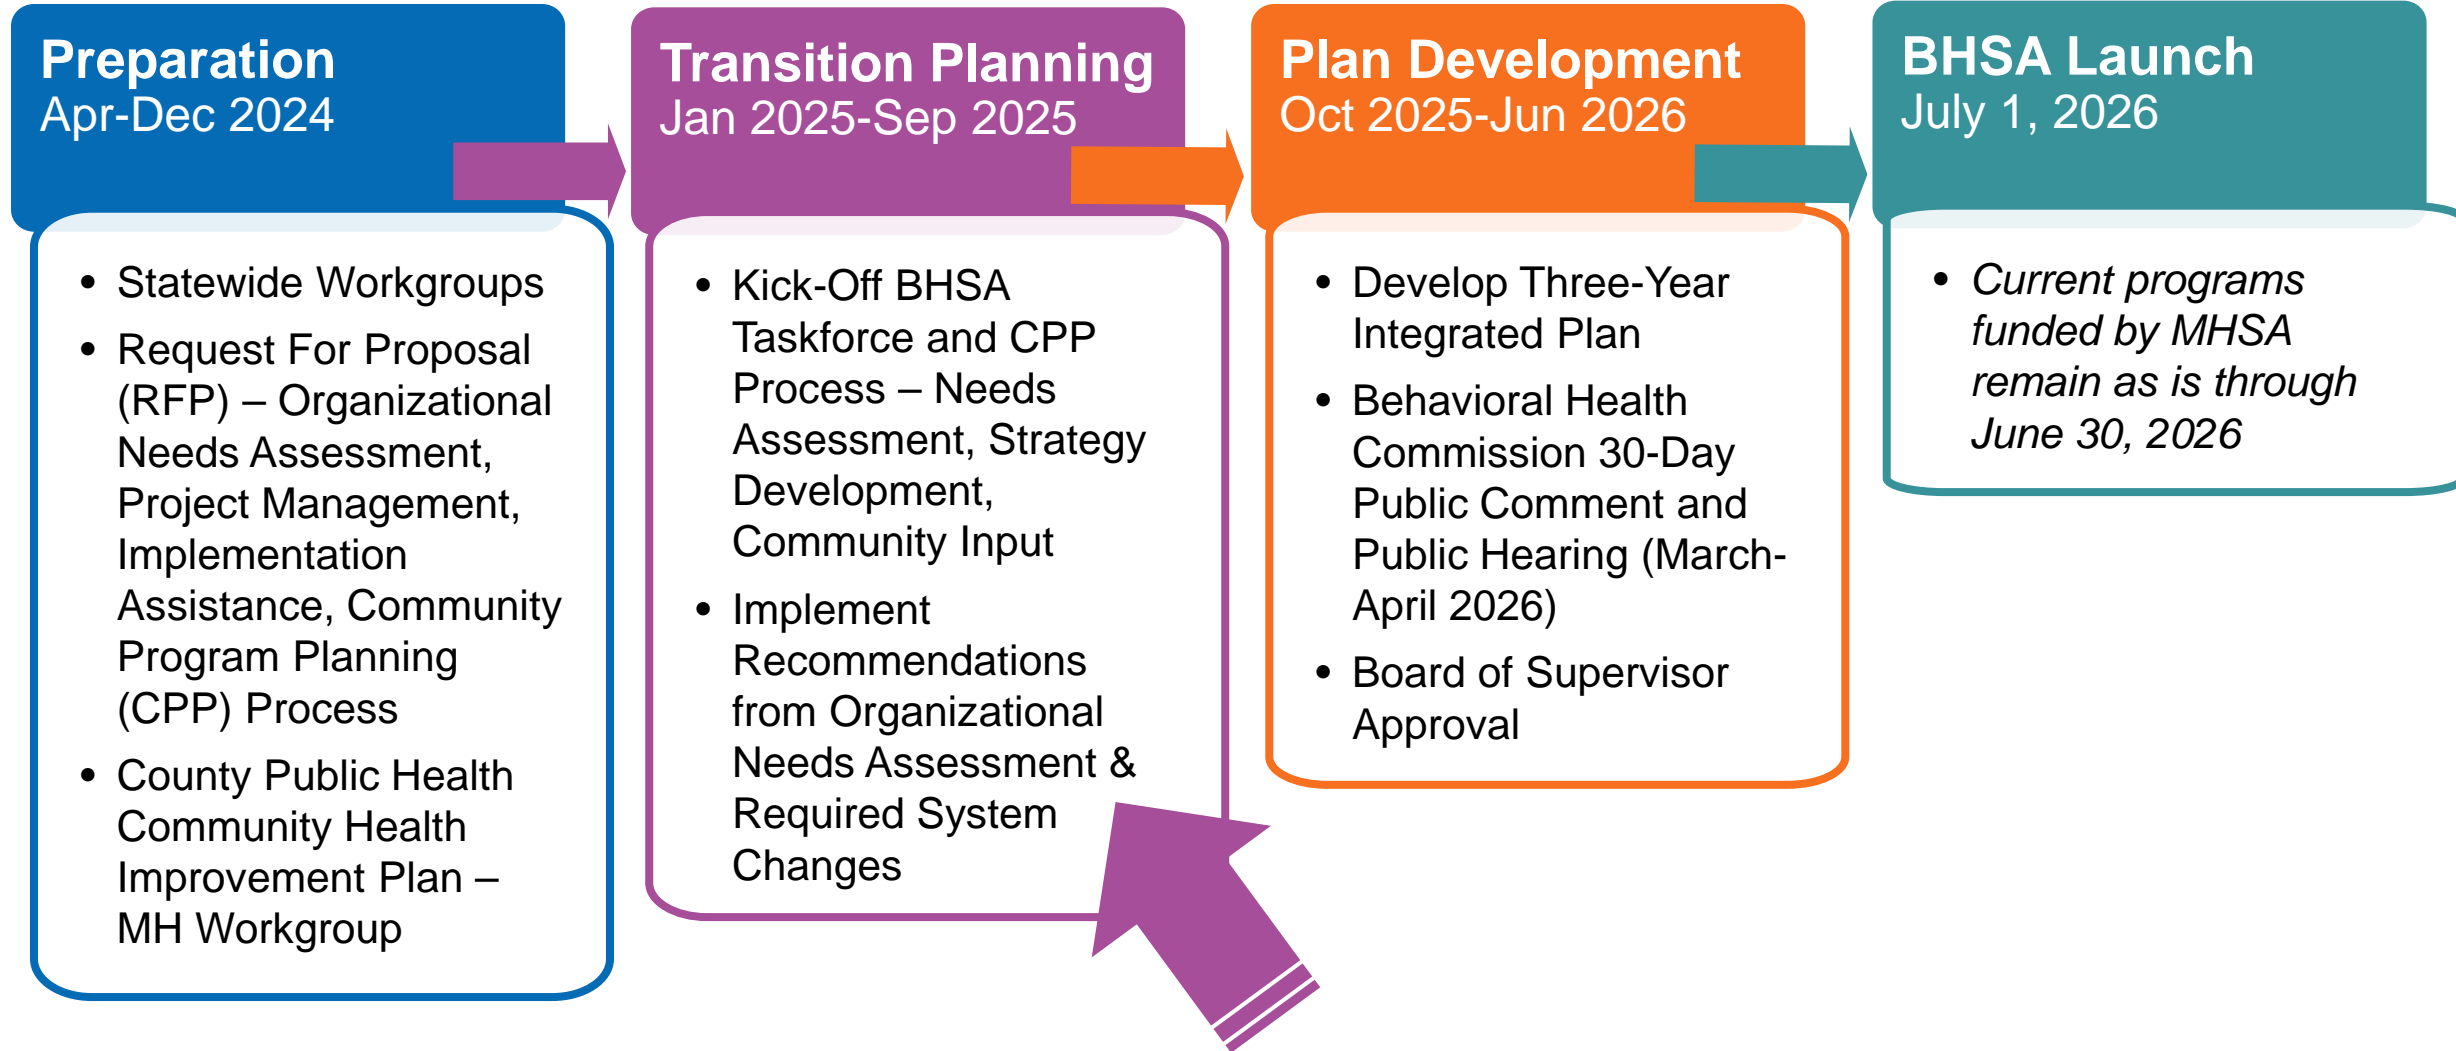 Preparation
Apr-Dec 2024
• Statewide Workgroups
• Request For Proposal
(RFP) – Organizational
Needs Assessment,
Project Management,
Implementation
Assistance, Community
Program Planning
(CPP) Process
• County Public Health
Community Health
Improvement Plan –
MH Workgroup
Transition Planning
Jan 2025-Sep 2025
• Kick-Off BHSA
Taskforce and CPP
Process – Needs
Assessment, Strategy
Development,
Community Input
• Implement
Recommendations
from Organizational
Needs Assessment &
Required System
Changes
Plan Development
Oct 2025-Jun 2026
• Develop Three-Year
Integrated Plan
• Behavioral Health
Commission 30-Day
Public Comment and
Public Hearing (March-
April 2026)
• Board of Supervisor
Approval
BHSA Launch
July 1, 2026
• Current programs
funded by MHSA
remain as is through
June 30, 2026